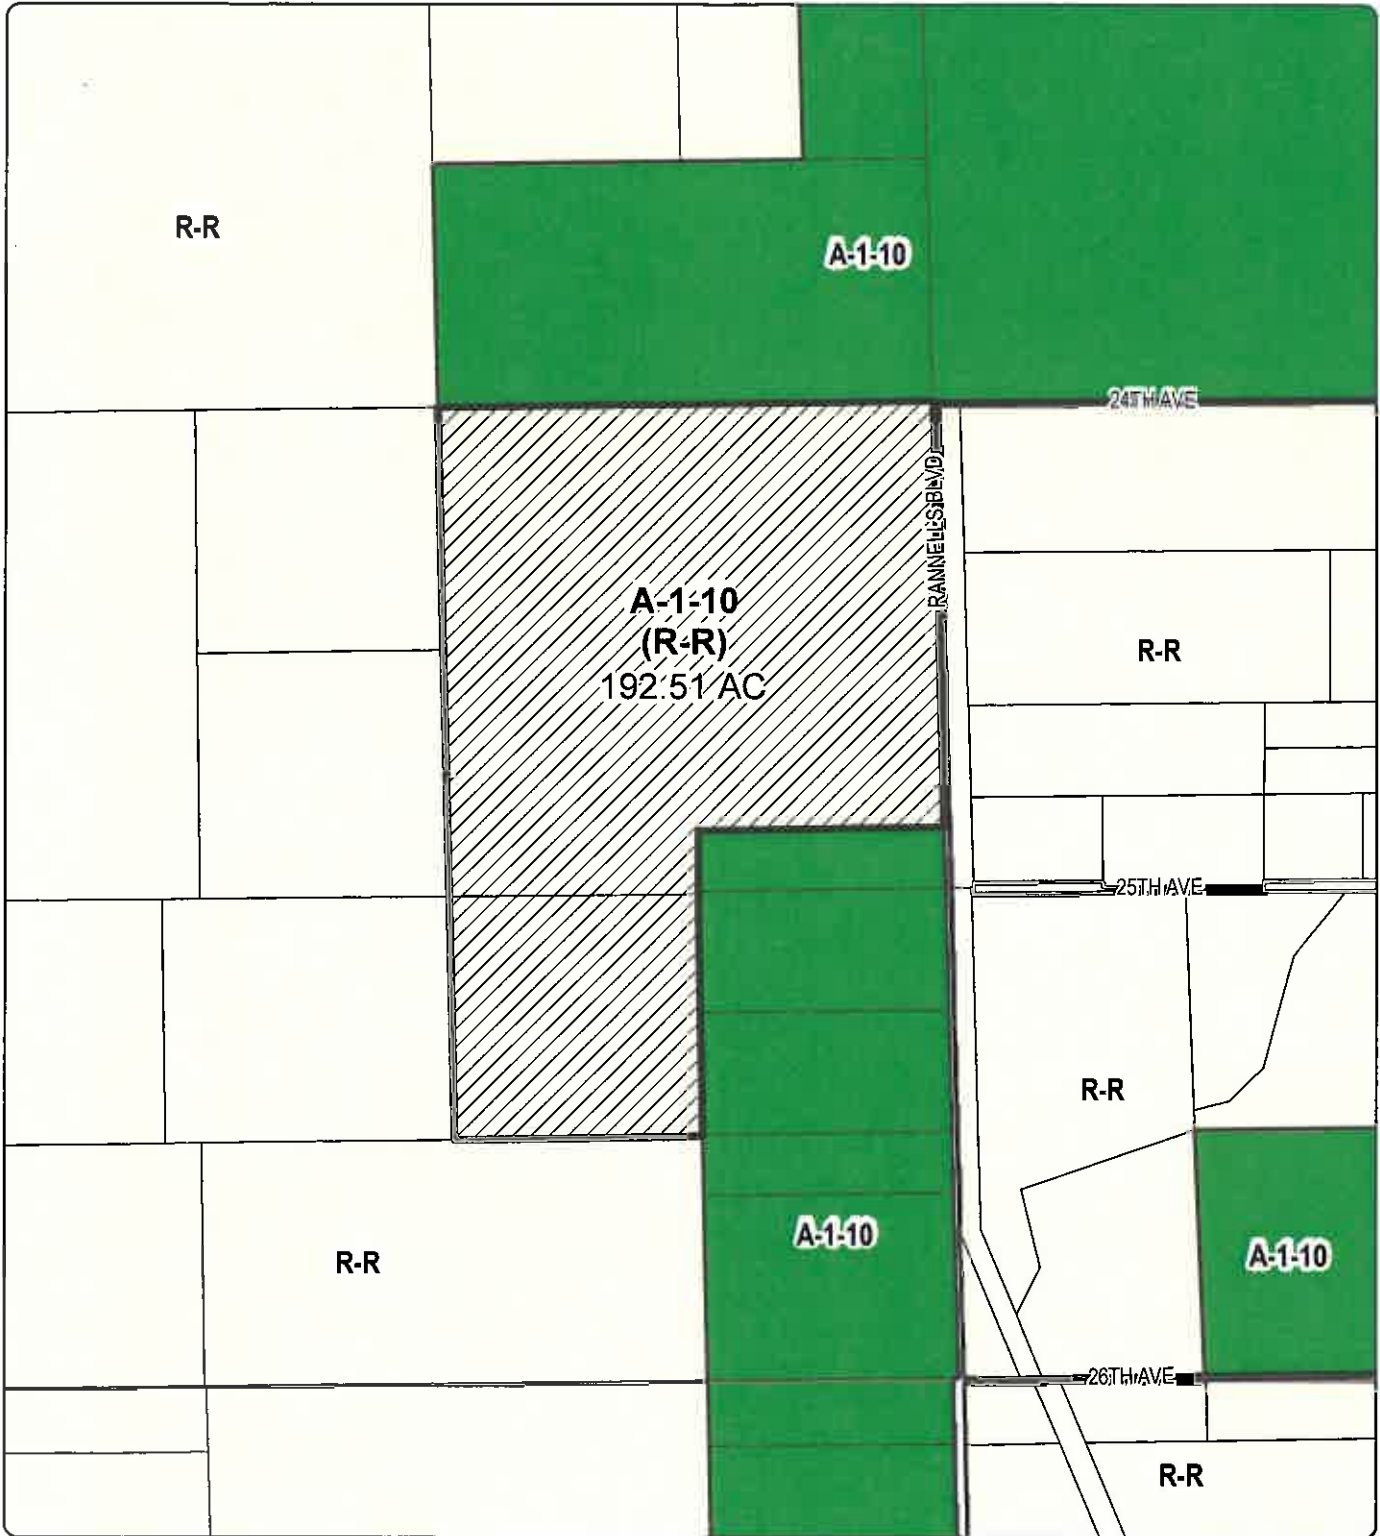 R-R
A-1-10
24TH AVE
RANNELLS BLVD
A-1-10
(R-R)
192.51 AC
R-R
25TH AVE
R-R
A-1-10
A-1-10
R-R
26TH AVE
R-R